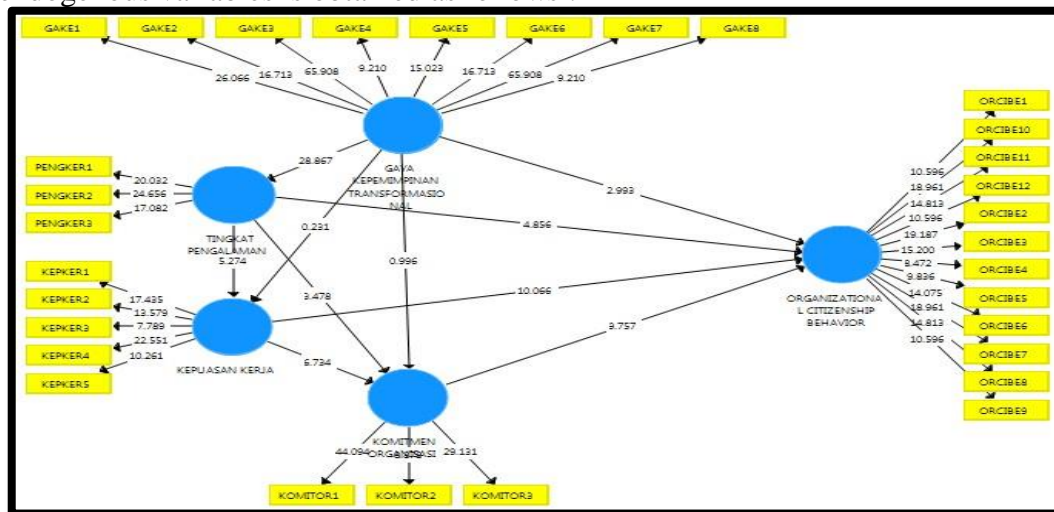 GAKE1 GAKE2 GAKE3 GAKE4 GAKE5 GAKE6 GAKE7 GAKE8
26.066 16.713 65.908 9.210 15.023 16.713 65.908 9.210
GAYA
KEPEMIMPINAN
TRANSFORMASIO
NAL
28.867
0.231
0.996
2.993
PENGKER1
PENGKER2
PENGKER3
20.032
24.656
17.082
TINGKAT
PENGALAMAN
5.274
3.478
4.856
KEPKER1
KEPKER2
KEPKER3
KEPKER4
KEPKER5
17.435
13.579
7.789
22.551
10.261
KEPUASAN KERJA
6.734
10.066
KOMITMEN
ORGANISASI
3.757
44.094
29.131
KOMITOR1 KOMITOR2 KOMITOR3
ORGANIZATIONA
L CITIZENSHIP
BEHAVIOR
10.596
18.961
14.813
10.596
19.187
15.200
8.472
9.836
14.075
18.961
14.813
10.596
ORCIBE1
ORCIBE10
ORCIBE11
ORCIBE12
ORCIBE2
ORCIBE3
ORCIBE4
ORCIBE5
ORCIBE6
ORCIBE7
ORCIBE8
ORCIBE9